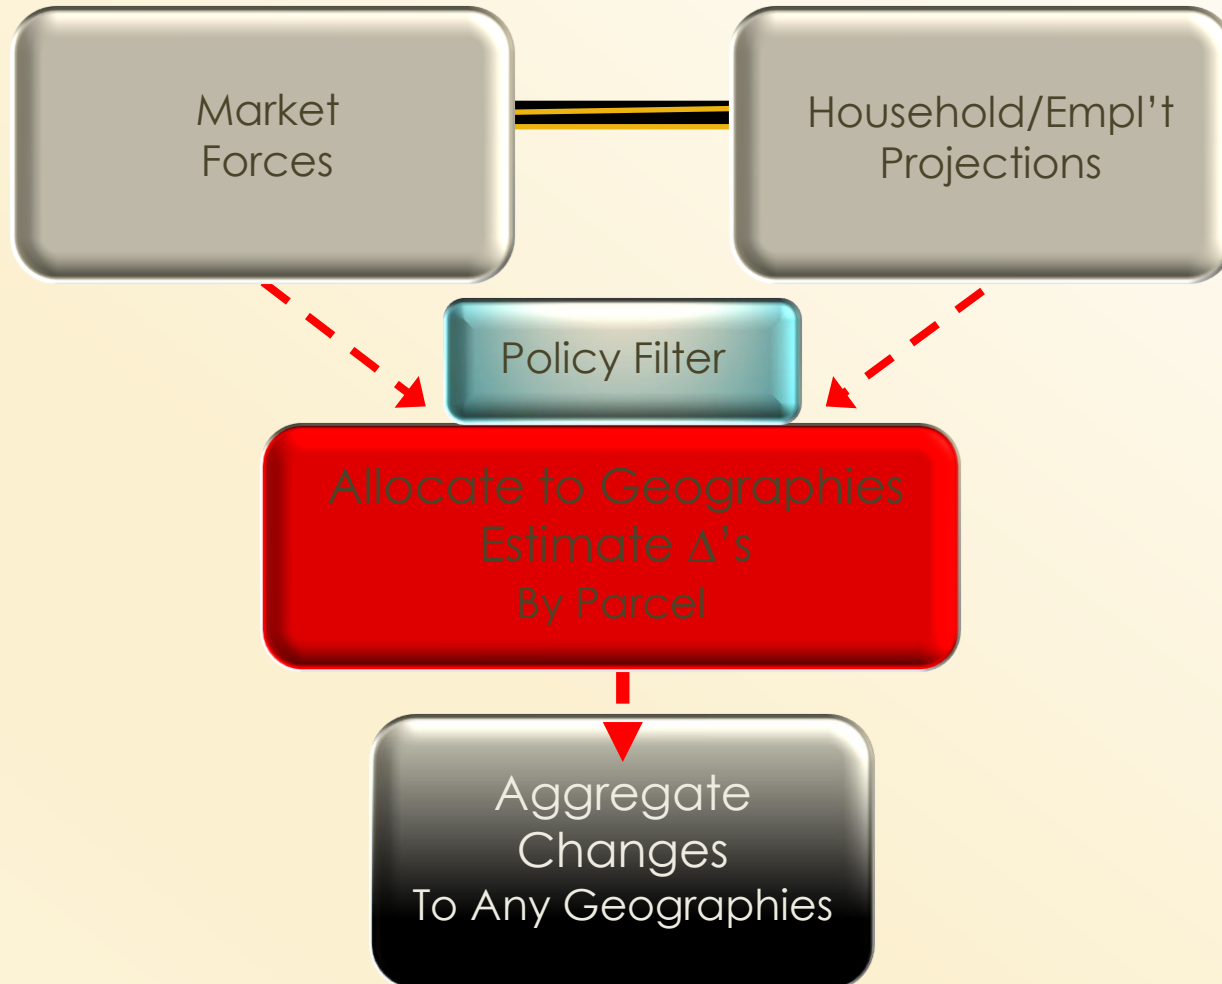 Market
Forces
Household/Empl’t
Projections
Policy Filter
Allocate to Geographies
Estimate Δ’s
By Parcel
Aggregate
Changes
To Any Geographies